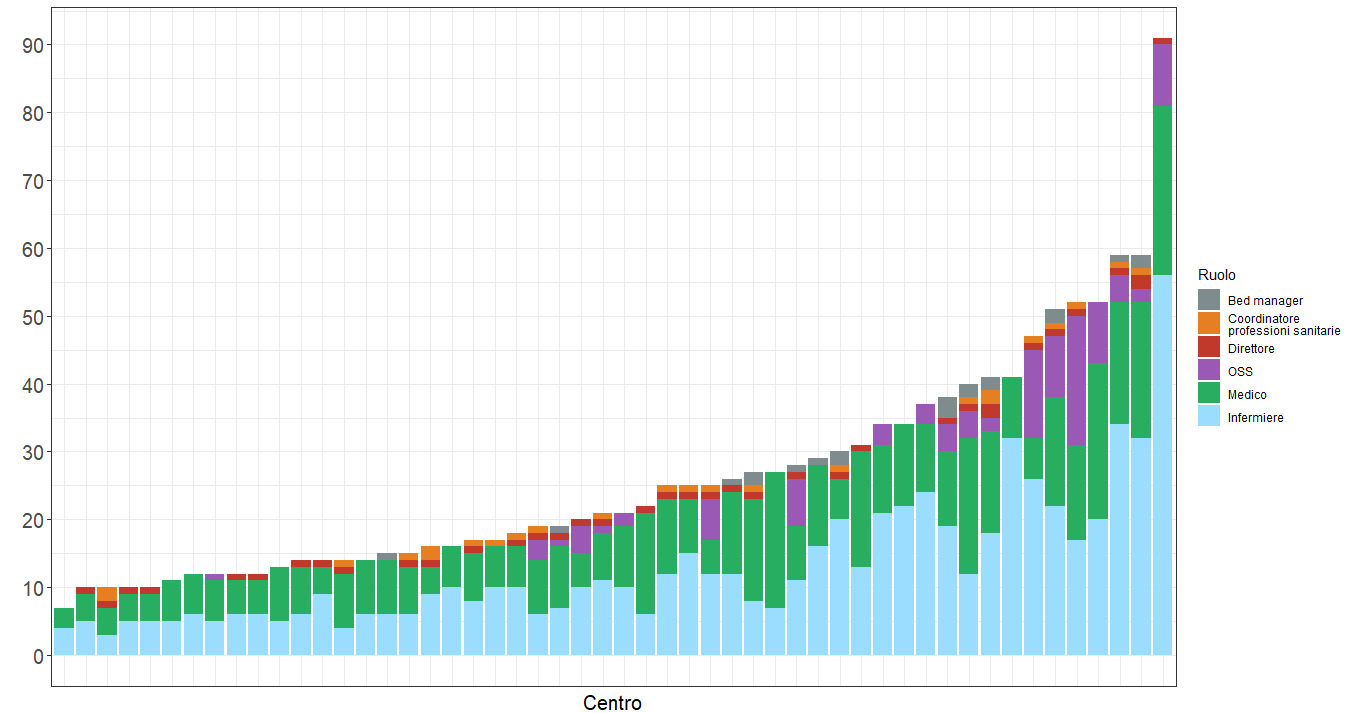 90
80
70
60
50
40
30
20
10
0
Centro
Ruolo
Bed manager
Coordinatore
professioni sanitarie
Direttore
OSS
Medico
Infermiere